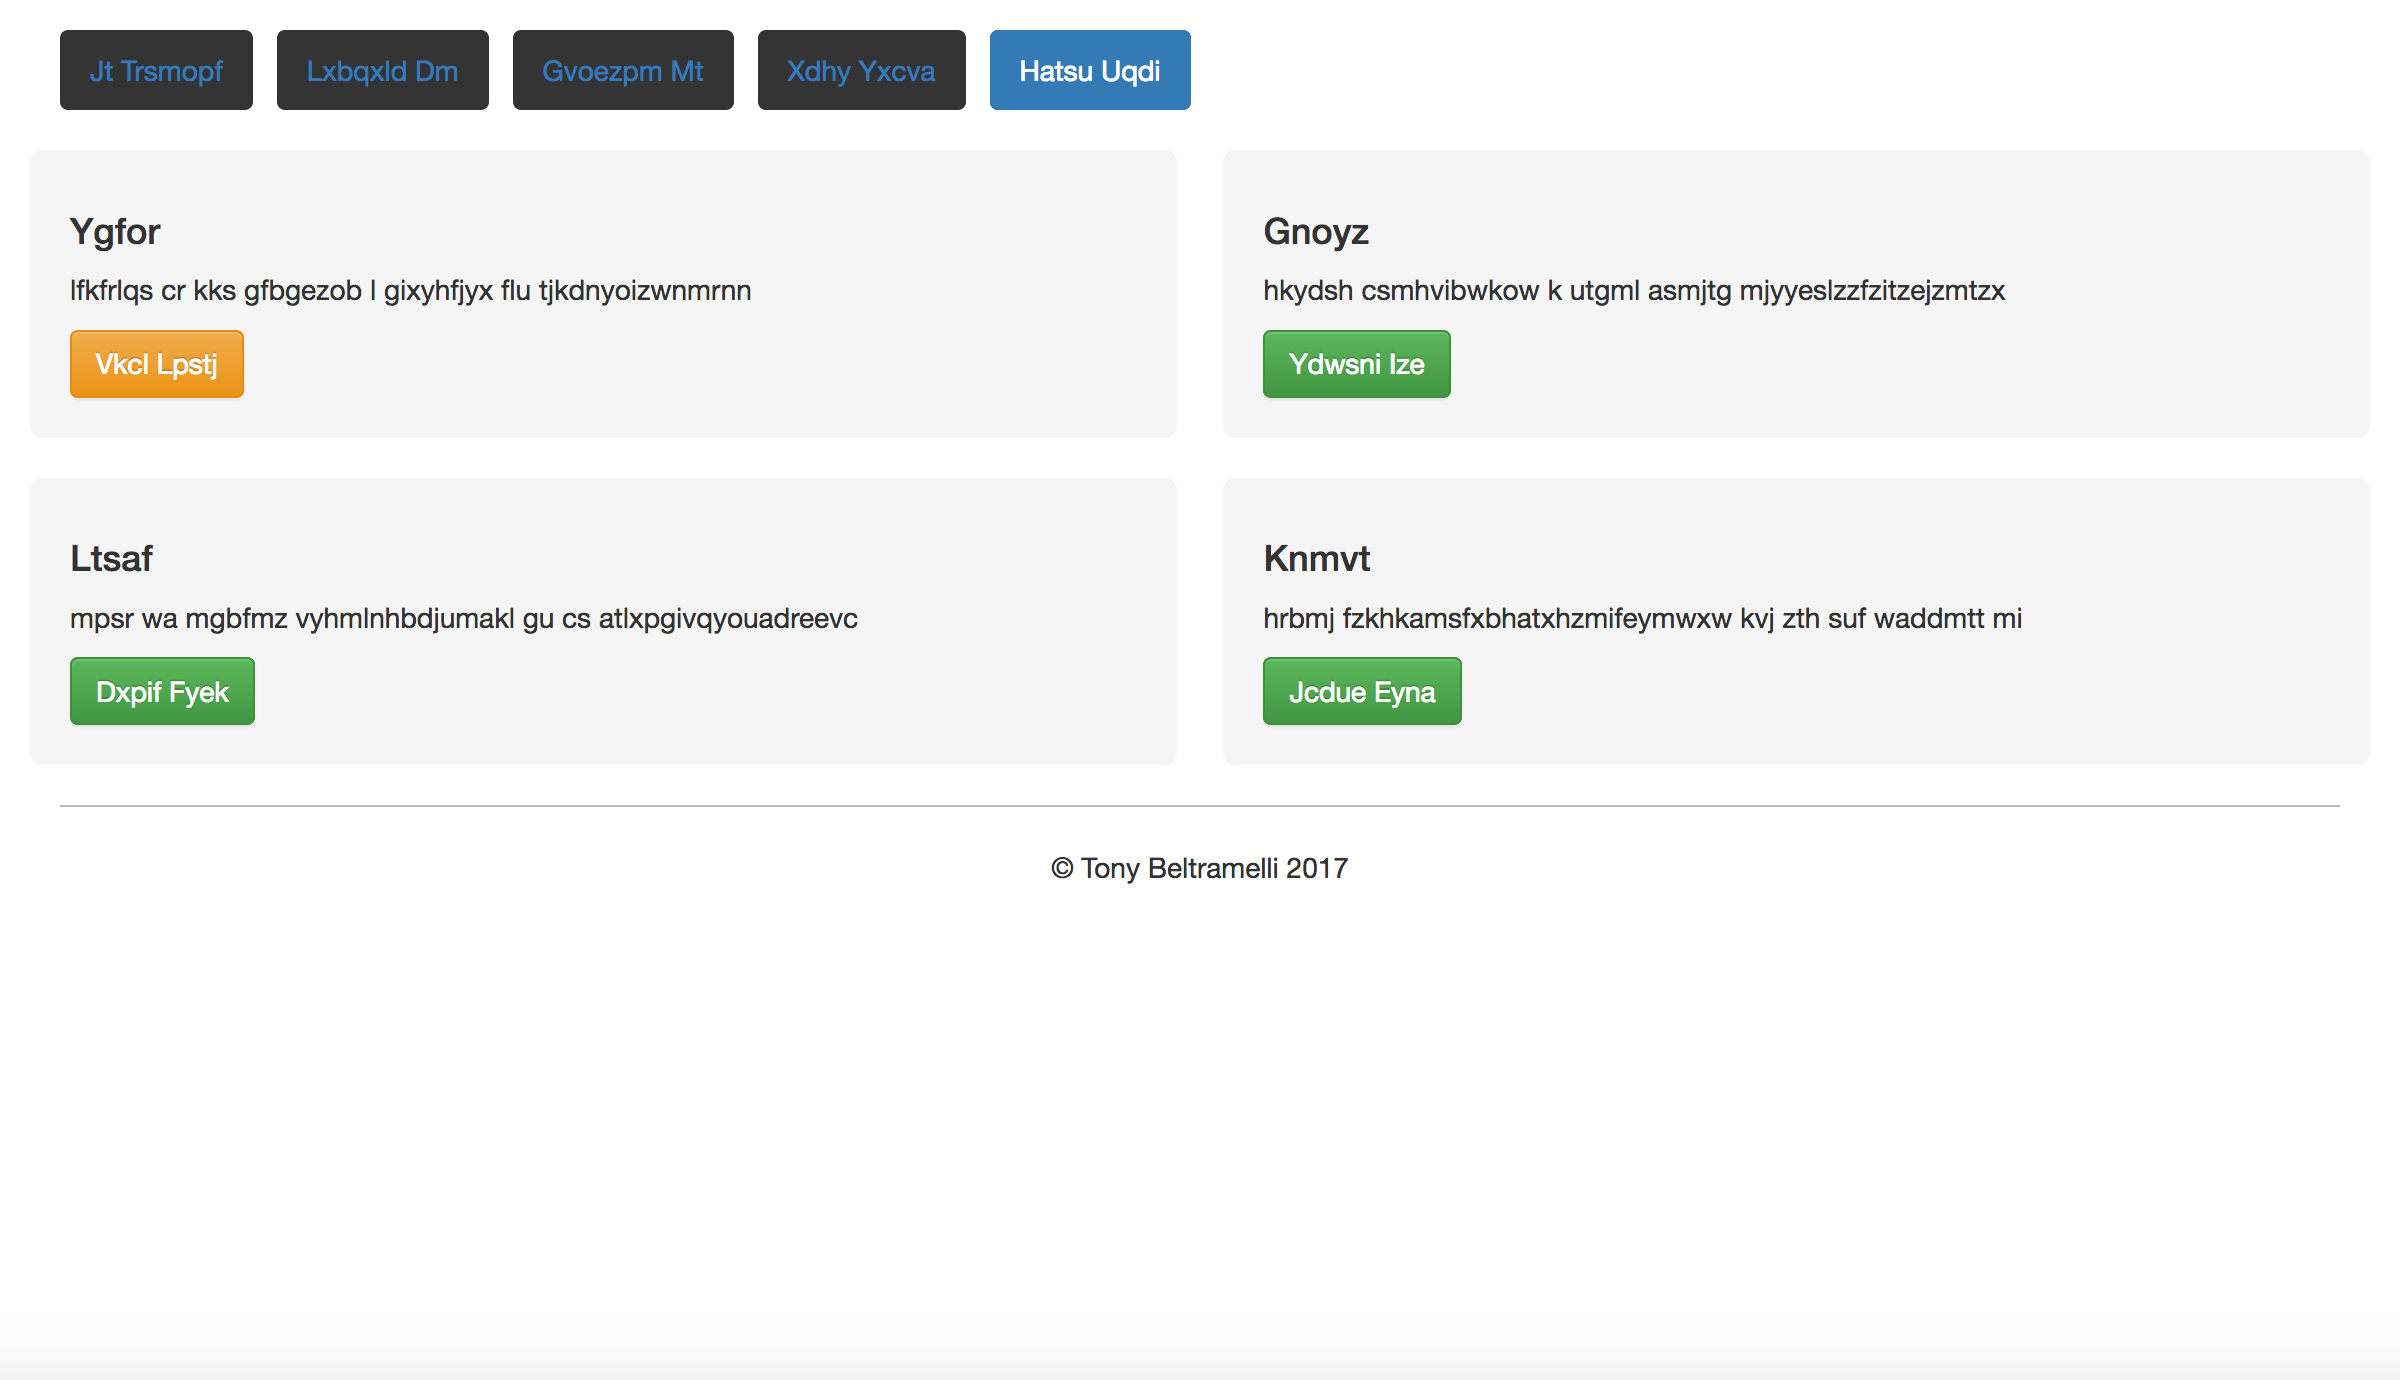 Jt Trsmopf Lxbqxld Dm Gvoezpm Mt Xdhy Yxcva Hatsu Uqdi
Ygfor
lfkfrlqs cr kks gfbgezob l gixyhfjyx flu tjkdnyoizwnmrnn
Vkcl Lpstj
Gnoyz
hkydsh csmhvibwkow k utgml asmjtg mjyyeslzzfzitzejzmtzx
Ydwsni Ize
Ltsaf
mpsr wa mgbfmz vyhmlnhbdjumakl gu cs atlxpgivqyouadreevc
Dxpif Fyek
Knmvt
hrbmj fzkhkamsfxbhatxhzmifeymwxw kvj zth suf waddmtt mi
Jcdue Eyna
© Tony Beltramelli 2017